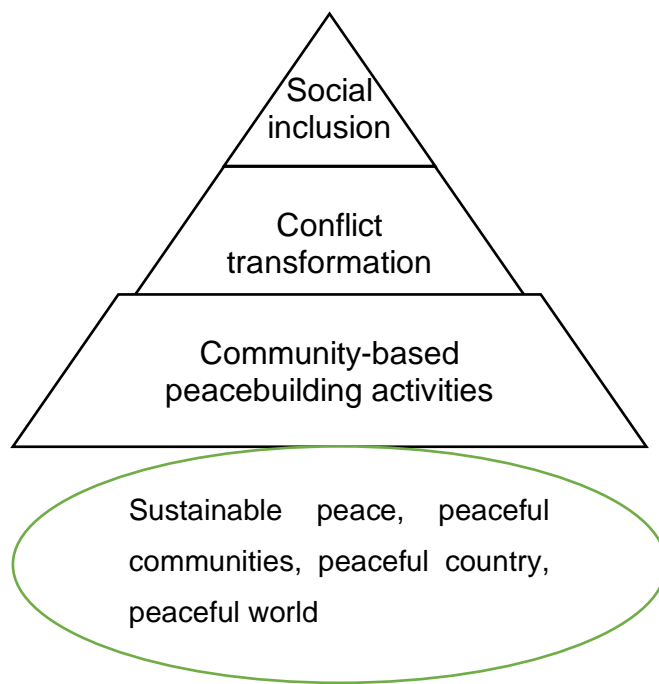 Social
inclusion
Conflict
transformation
Community-based
peacebuilding activities
Sustainable peace, peaceful
communities, peaceful country,
peaceful world